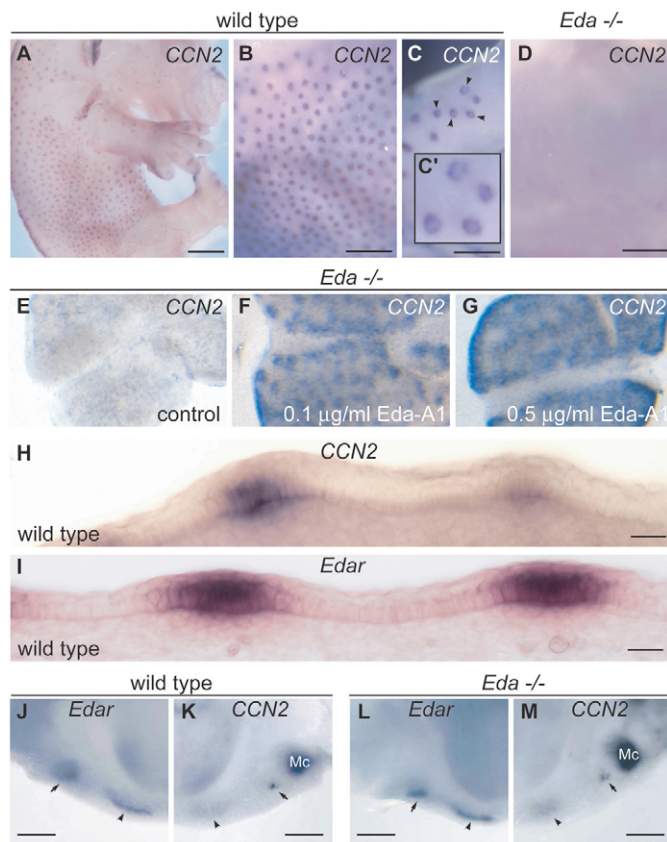 wild type
Eda -/-
A
CCN2
B
CCN2
C
CCN2
D
CCN2
C'
Eda -/-
E
CCN2
control
F
CCN2
0.1 μg/ml Eda-A1
G
CCN2
0.5 μg/ml Eda-A1
H
CCN2
wild type
I
Edar
wild type
wild type
Eda -/-
J
Edar
K
CCN2
Mc
L
Edar
M
CCN2
Mc